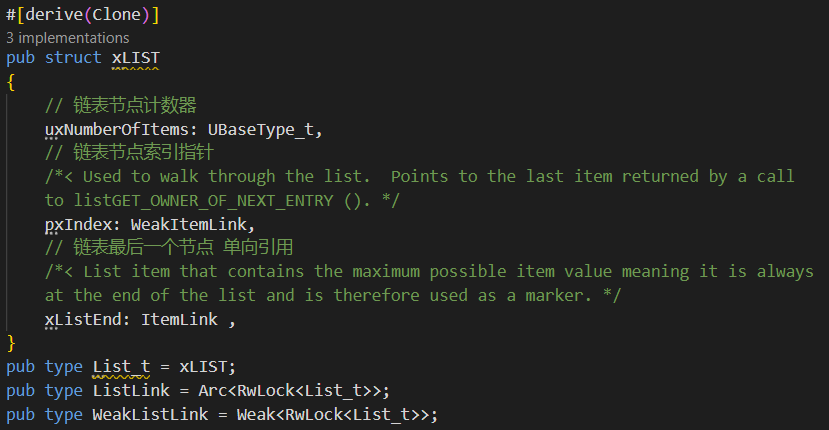 #[derive(Clone)]
3 implementations
pub struct xLIST
{
    // 链表节点计数器
    uxNumberOfItems: UBaseType_t,
    // 链表节点索引指针
    /*< Used to walk through the list.  Points to the last item returned by a call
    to listGET_OWNER_OF_NEXT_ENTRY (). */
    pxIndex: WeakItemLink,
    // 链表最后一个节点 单向引用
    /*< List item that contains the maximum possible item value meaning it is always
    at the end of the list and is therefore used as a marker. */
    xListEnd: ItemLink ,
}
pub type List_t = xLIST;
pub type ListLink = Arc<RwLock<List_t>>;
pub type WeakListLink = Weak<RwLock<List_t>>;